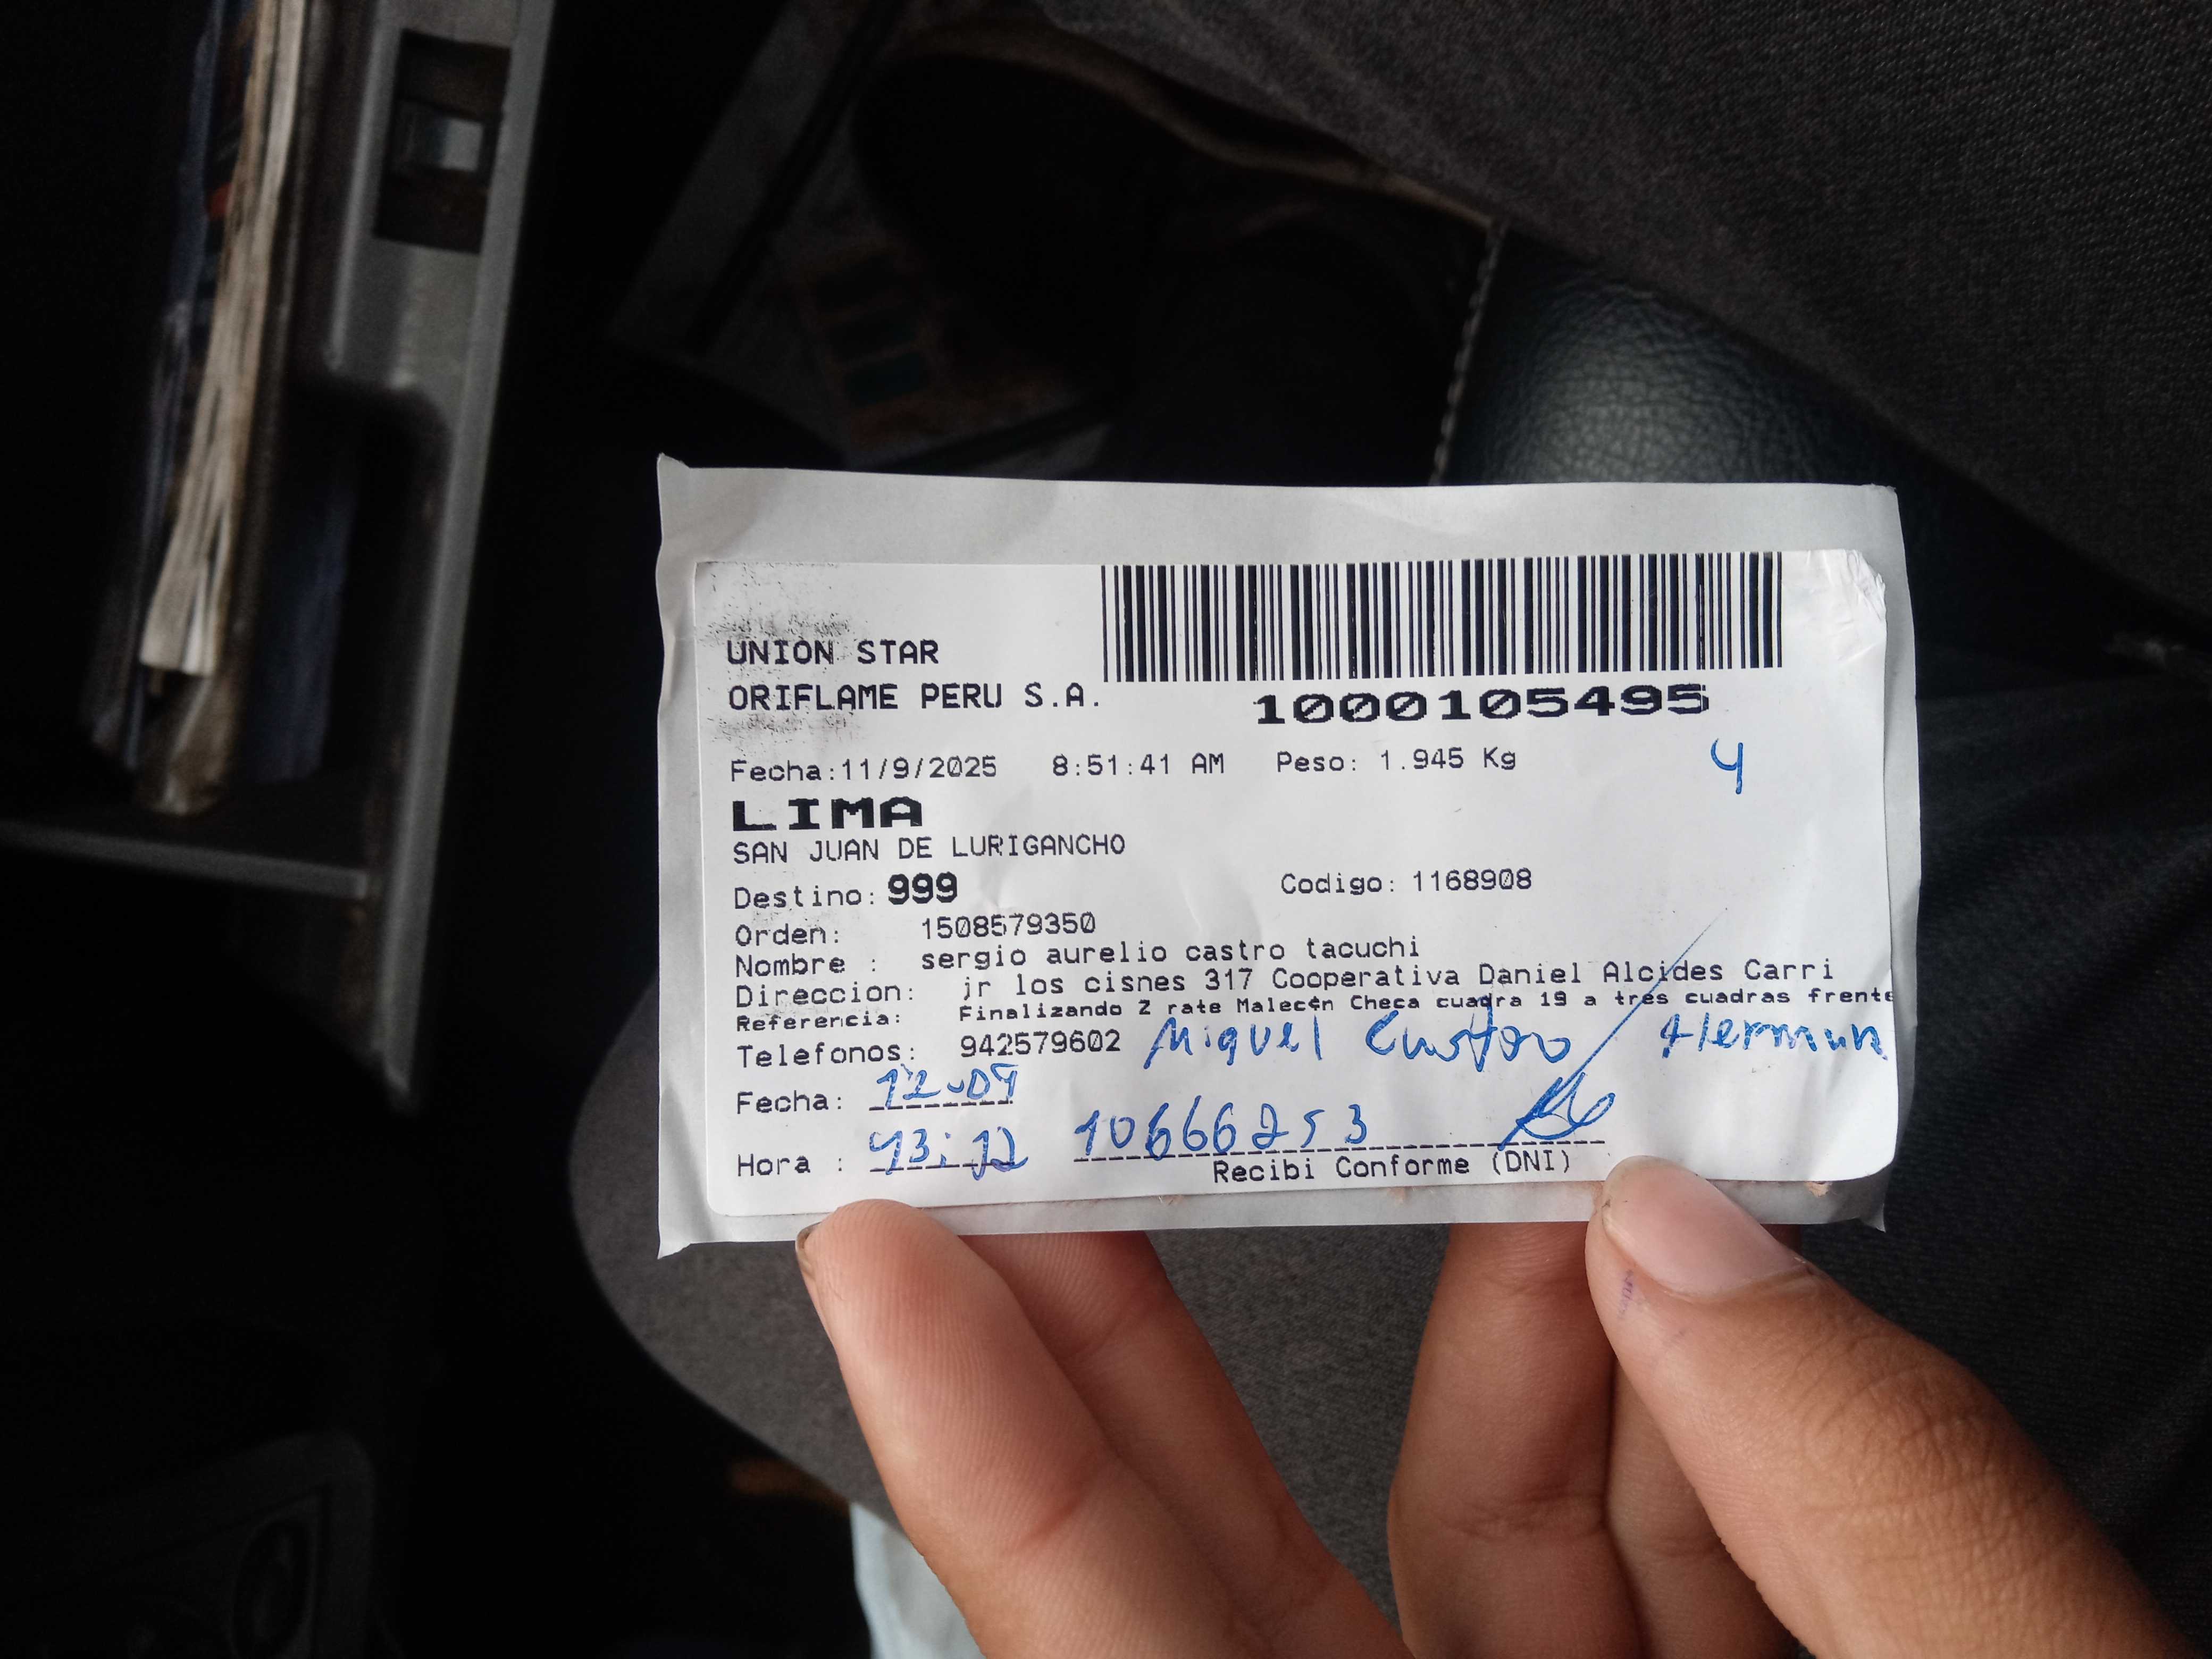 UNION STAR
ORIFLAME PERU S.A.
1000105495
Fecha:11/9/2025 8:51:41 AM Peso: 1.945 Kg
4
LIMA
SAN JUAN DE LURIGANCHO
Destino: 999 Codigo: 1168908
Orden: 1508579350
Nombre : sergio aurelio castro tacuchi
Direccion: jr los cisnes 317 Cooperativa Daniel Alcides Carri
Referencia: Finalizando Z rate Malec¢n Checa cuadra 19 a tres cuadras frente
Telefonos: 942579602 Miguel Castro
Fecha: 12-09
Hora : 13:12 10666253
Recibi Conforme (DNI)